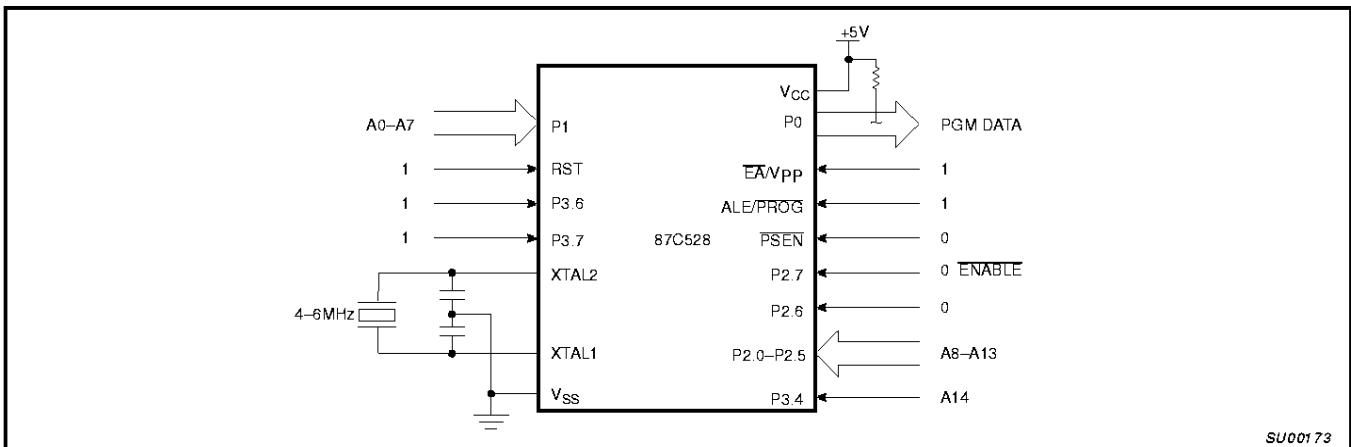 +5V
VCC
A0–A7
P1
P0
PGM DATA
1
RST
EA/VPP
1
1
P3.6
ALE/PROG
1
1
P3.7
87C528
PSEN
0
XTAL2
P2.7
0 ENABLE
4–6MHz
P2.6
0
XTAL1
P2.0–P2.5
A8–A13
VSS
P3.4
A14
SU00173